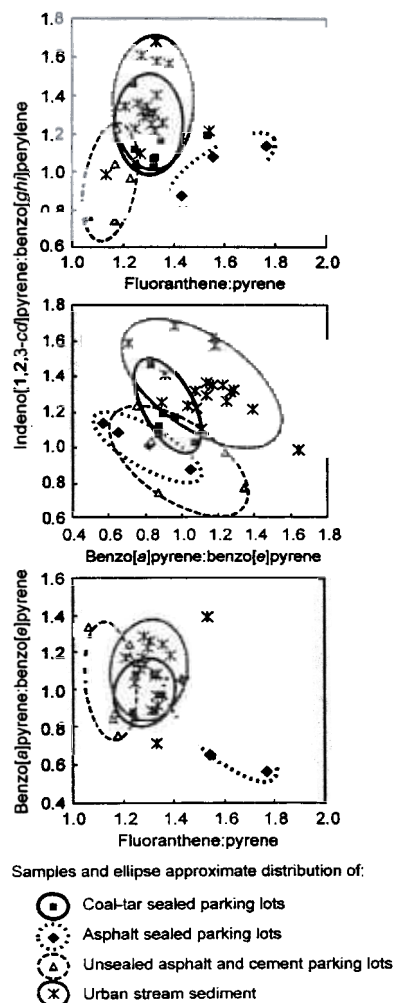 1.8
1.6
1.4
1.2
1.0
0.8
0.6
1.0 1.2 1.4 1.6 1.8 2.0
Fluoranthene:pyrene
Indeno[1,2,3-cd]pyrene:benzo[ghi]perylene
1.8
1.6
1.4
1.2
1.0
0.8
0.6
0.4 0.6 0.8 1.0 1.2 1.4 1.6 1.8
Benzo[a]pyrene:benzo[e]pyrene
Benzo[a]pyrene:benzo[e]pyrene
1.6
1.4
1.2
1.0
0.8
0.6
0.4
1.0 1.2 1.4 1.6 1.8 2.0
Fluoranthene:pyrene
Samples and ellipse approximate distribution of:
Coal-tar sealed parking lots
Asphalt sealed parking lots
Unsealed asphalt and cement parking lots
Urban stream sediment